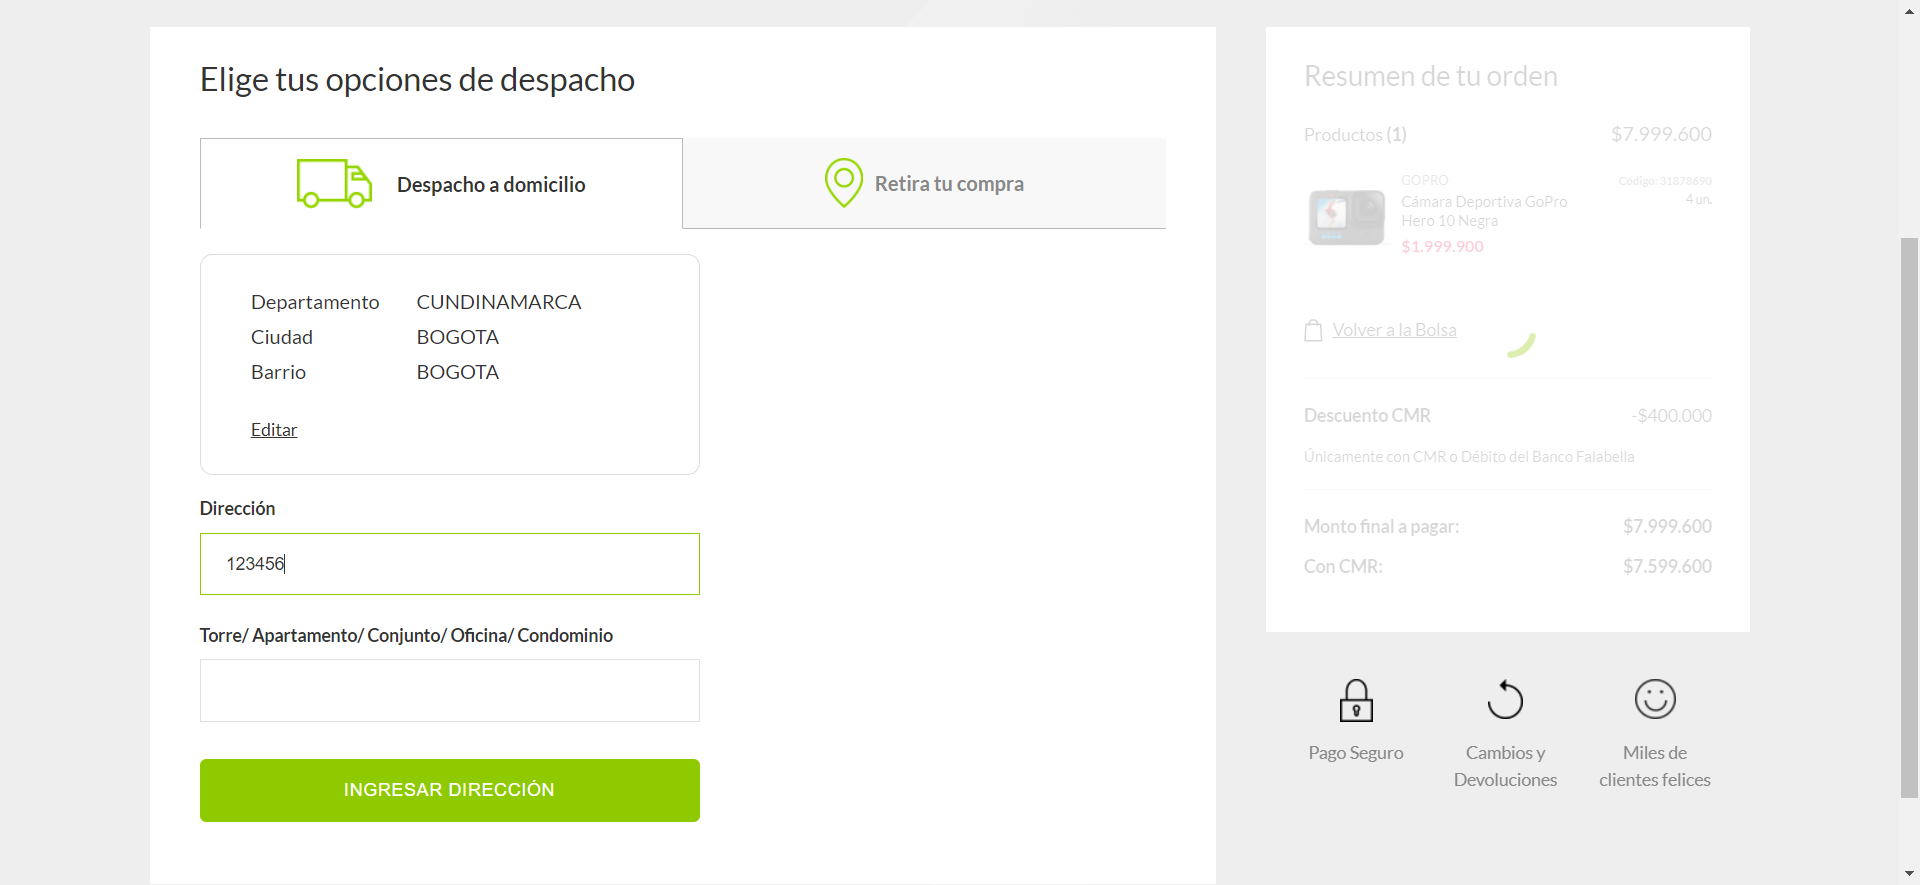 Elige tus opciones de despacho
Despacho a domicilio
Retira tu compra
Departamento CUNDINAMARCA
Ciudad BOGOTA
Barrio BOGOTA
Editar
Dirección
123456
Torre/ Apartamento/ Conjunto/ Oficina/ Condominio
INGRESAR DIRECCIÓN
Resumen de tu orden
Productos (1) $7.999.600
GOPRO Código: 31878690
Cámara Deportiva GoPro 4 un.
Hero 10 Negra
$1.999.900
Volver a la Bolsa
Descuento CMR -$400.000
Únicamente con CMR o Débito del Banco Falabella
Monto final a pagar: $7.999.600
Con CMR: $7.599.600
Pago Seguro
Cambios y
Devoluciones
Miles de
clientes felices